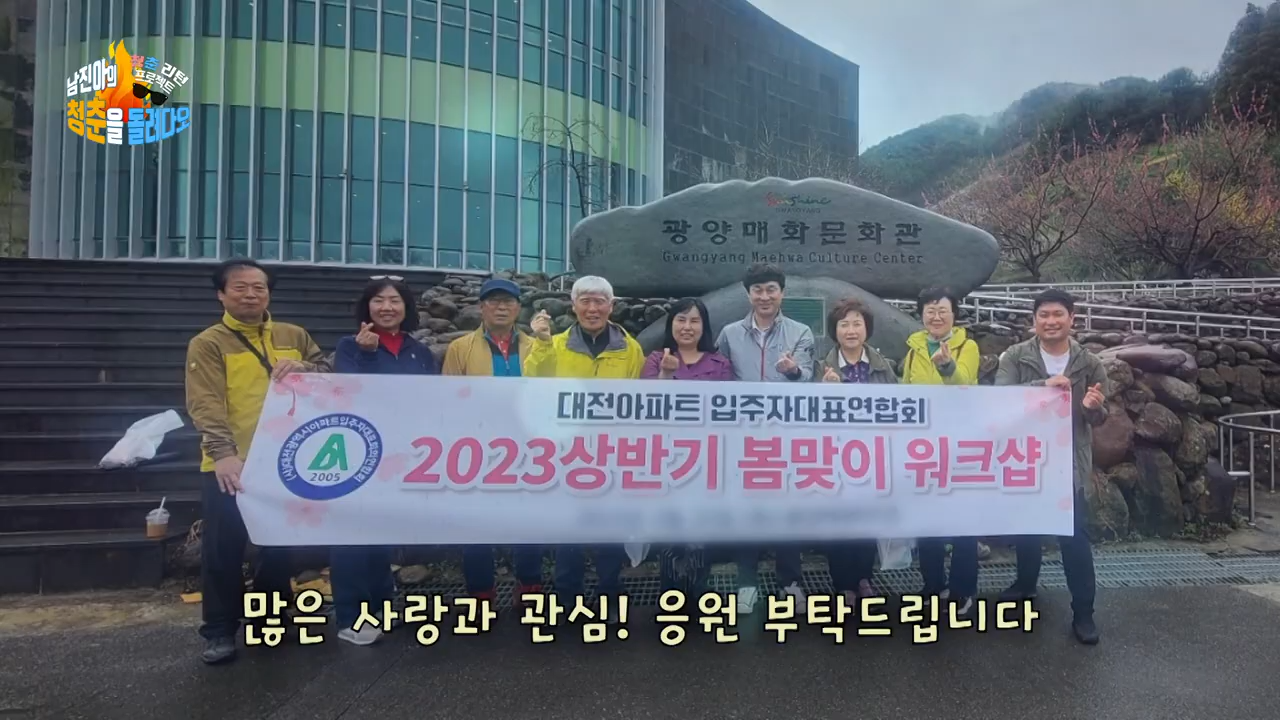 남진아의 청춘 리턴
프로젝트
청춘을 돌려다오
Sunshine
GWANGYANG
광양매화문화관
Gwangyang Maehwa Culture Center
대전아파트 입주자대표연합회
2023상반기 봄맞이 워크샵
2005
많은 사랑과 관심! 응원 부탁드립니다